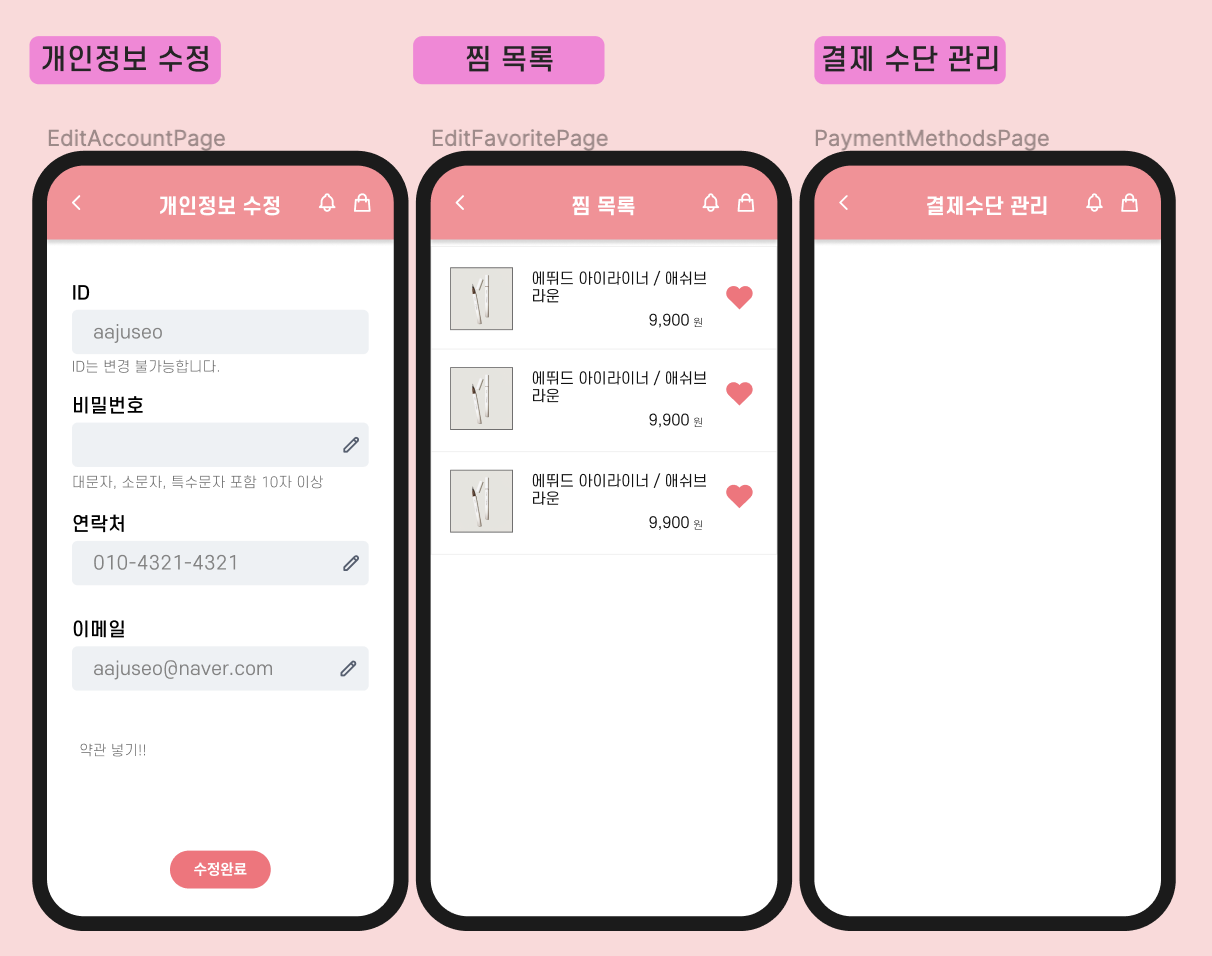 개인정보 수정
찜 목록
결제 수단 관리
EditAccountPage
EditFavoritePage
PaymentMethodsPage
개인정보 수정
ID
aajuseo
ID는 변경 불가능합니다.
비밀번호
대문자, 소문자, 특수문자 포함 10자 이상
연락처
010-4321-4321
이메일
aajuseo@naver.com
약관 넣기!!
수정완료
찜 목록
에뛰드 아이라이너 / 애쉬브
라운
9,900 원
에뛰드 아이라이너 / 애쉬브
라운
9,900 원
에뛰드 아이라이너 / 애쉬브
라운
9,900 원
결제수단 관리